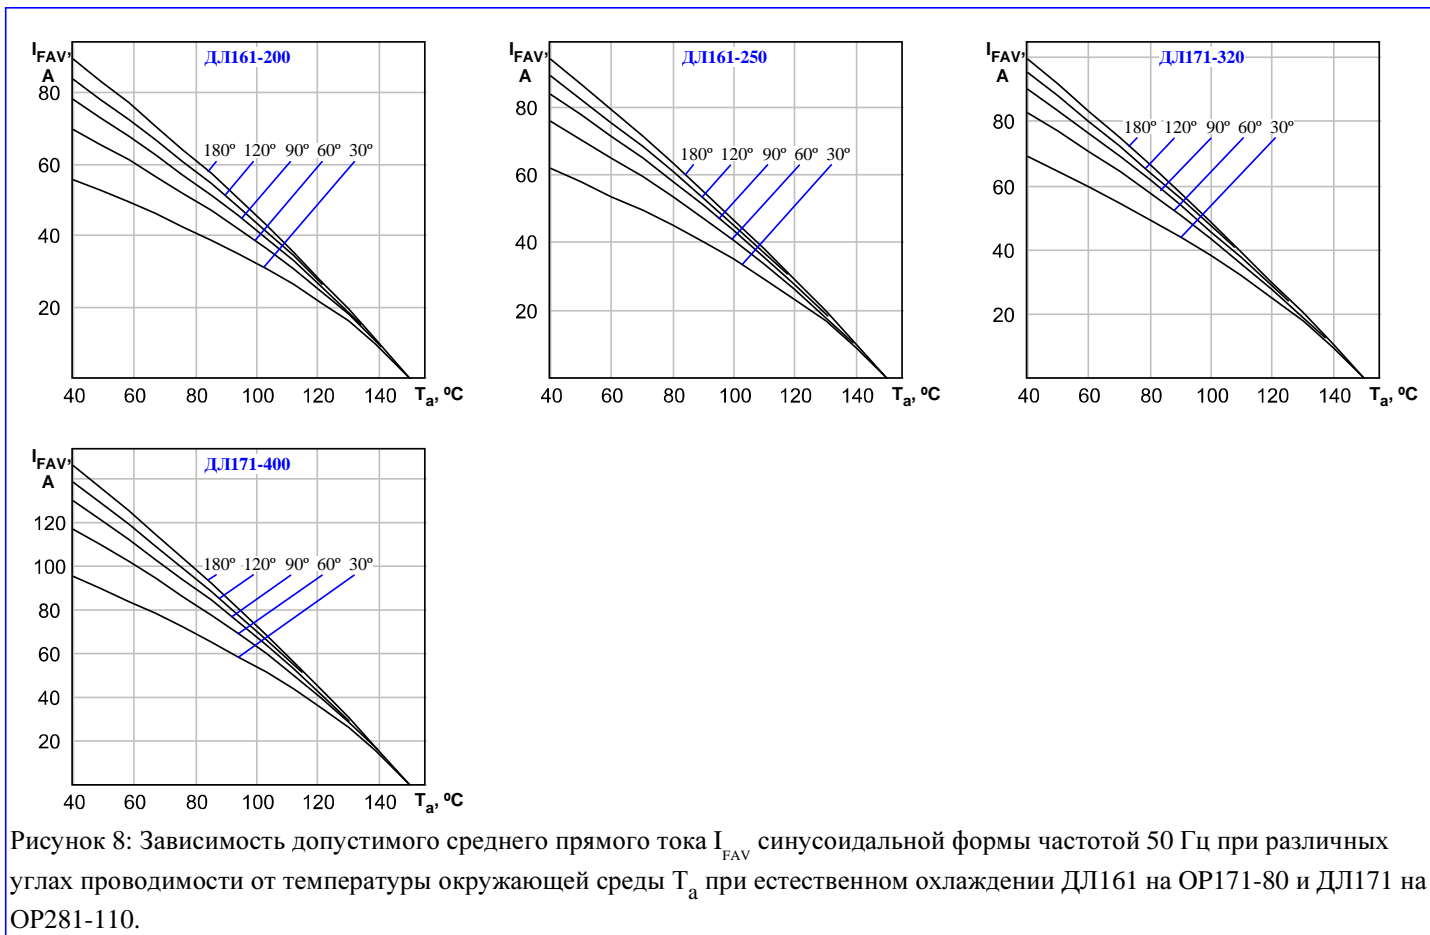 I FAV, А
ДЛ161-200
80
60
40
20
180º 120º 90º 60º 30º
40 60 80 100 120 140 Ta, ºC
I FAV, А
ДЛ161-250
80
60
40
20
180º 120º 90º 60º 30º
40 60 80 100 120 140 Ta, ºC
I FAV, А
ДЛ171-320
80
60
40
20
180º 120º 90º 60º 30º
40 60 80 100 120 140 Ta, ºC
I FAV, А
ДЛ171-400
120
100
80
60
40
20
180º 120º 90º 60º 30º
40 60 80 100 120 140 Ta, ºC
Рисунок 8: Зависимость допустимого среднего прямого тока I FAV синусоидальной формы частотой 50 Гц при различных
углах проводимости от температуры окружающей среды Ta при естественном охлаждении ДЛ161 на ОР171-80 и ДЛ171 на
ОР281-110.